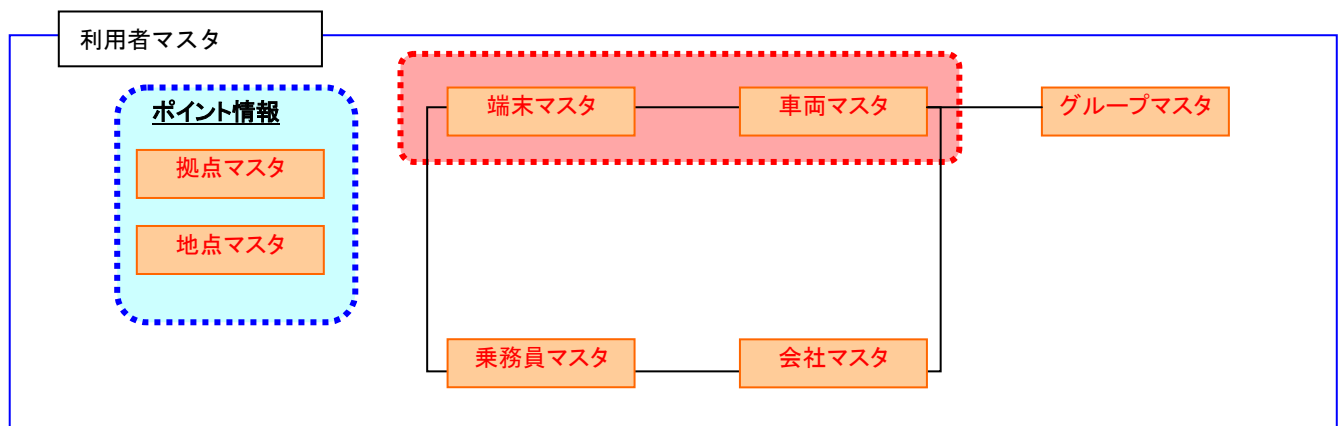 利用者マスタ
ポイント情報
端末マスタ
車両マスタ
グループマスタ
拠点マスタ
地点マスタ
乗務員マスタ
会社マスタ